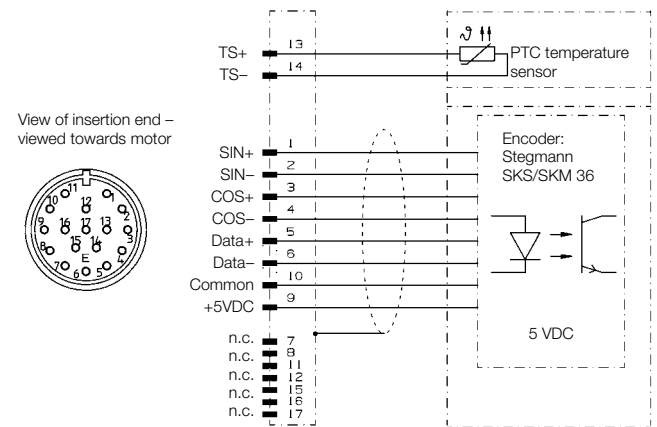 TS+ 13
TS– 14
PTC temperature
sensor
View of insertion end –
viewed towards motor
11 1
10 12 2
9 16 17 13 3
8 15 14 4
7 6 E 5
SIN+ 1
SIN– 2
COS+ 3
COS– 4
Data+ 5
Data– 6
Common 10
+5VDC 9
Encoder:
Stegmann
SKS/SKM 36
5 VDC
n.c. 7
n.c. 8
11
n.c. 12
n.c. 15
16
n.c. 17